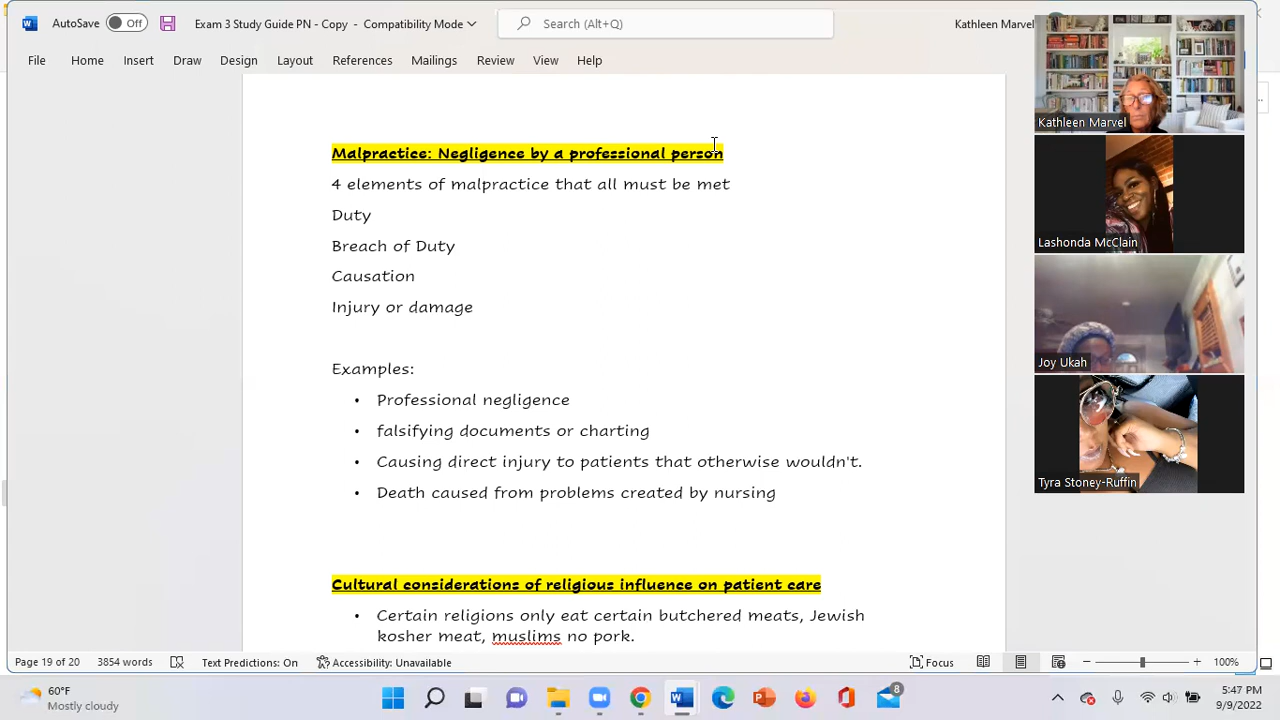 AutoSave Off Exam 3 Study Guide PN - Copy - Compatibility Mode Search (Alt+Q) Kathleen Marvel
File Home Insert Draw Design Layout References Mailings Review View Help
Malpractice: Negligence by a professional person
4 elements of malpractice that all must be met
Duty
Breach of Duty
Causation
Injury or damage
Examples:
• Professional negligence
• falsifying documents or charting
• Causing direct injury to patients that otherwise wouldn't.
• Death caused from problems created by nursing
Cultural considerations of religious influence on patient care
• Certain religions only eat certain butchered meats, Jewish
kosher meat, muslims no pork.
Kathleen Marvel
Lashonda McClain
Joy Ukah
Tyra Stoney-Ruffin
Page 19 of 20 3854 words Text Predictions: On Accessibility: Unavailable Focus 100%
60°F
Mostly cloudy
8
5:47 PM
9/9/2022